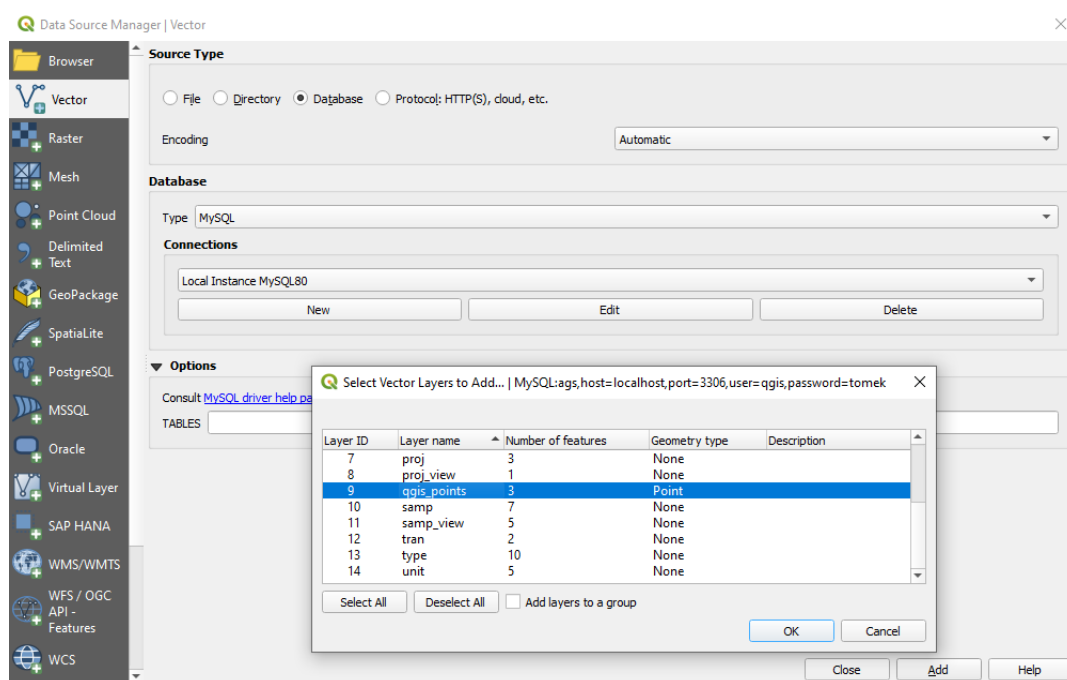 Data Source Manager | Vector
Browser
Vector
Raster
Mesh
Point Cloud
Delimited
Text
GeoPackage
SpatiaLite
PostgreSQL
MSSQL
Oracle
Virtual Layer
SAP HANA
WMS/WMTS
WFS / OGC
API -
Features
WCS
Source Type
File Directory Database Protocol: HTTP(S), cloud, etc.
Encoding Automatic
Database
Type MySQL
Connections
Local Instance MySQL80
New Edit Delete
Options
Consult MySQL driver help pa
TABLES
Select Vector Layers to Add... | MySQL:ags,host=localhost,port=3306,user=qgis,password=tomek
Layer ID Layer name Number of features Geometry type Description
7 proj 3 None
8 proj_view 1 None
9 qgis_points 3 Point
10 samp 7 None
11 samp_view 5 None
12 tran 2 None
13 type 10 None
14 unit 5 None
Select All Deselect All Add layers to a group
OK Cancel
Close Add Help